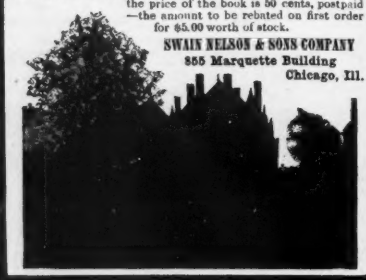 the price of the book is 50 cents, postpaid
—the amount to be rebated on first order
for $5.00 worth of stock.
SWAIN NELSON & SONS COMPANY
855 Marquette Building
Chicago, Ill.